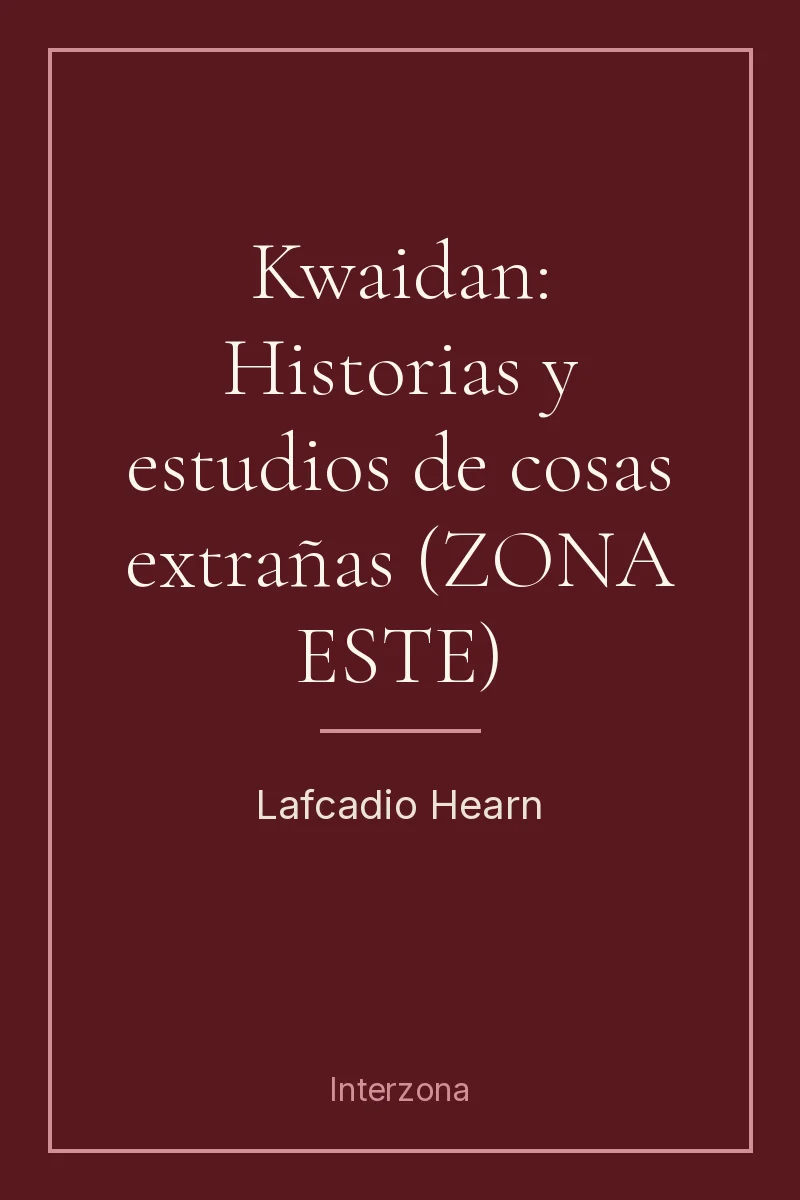 Kwaidan:
Historias y
estudios de cosas
extrañas (ZONA
ESTE)
Lafcadio Hearn
Interzona